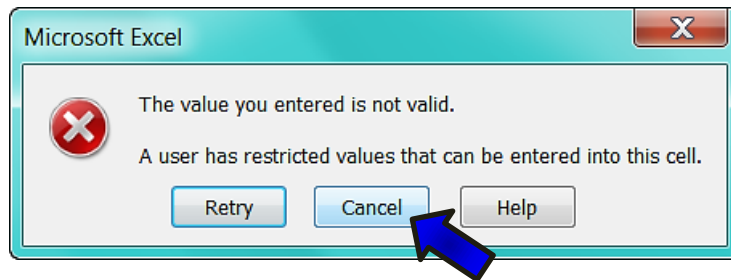 Microsoft Excel
The value you entered is not valid.
A user has restricted values that can be entered into this cell.
Retry Cancel Help